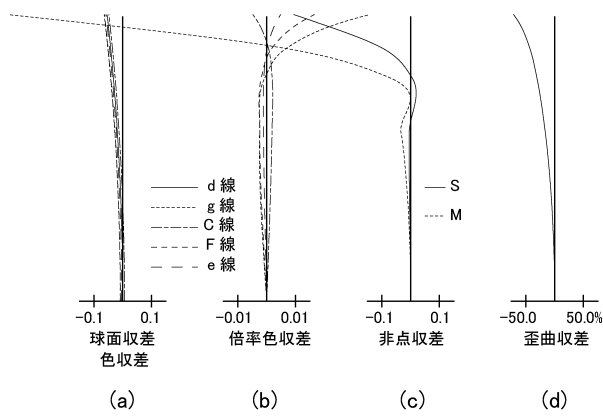 d 線
g 線
C 線
F 線
e 線
S
M
-0.1 0.1
-0.01 0.01
-0.1 0.1
-50.0 50.0%
球面収差
色収差
倍率色収差
非点収差
歪曲収差
(a) (b) (c) (d)